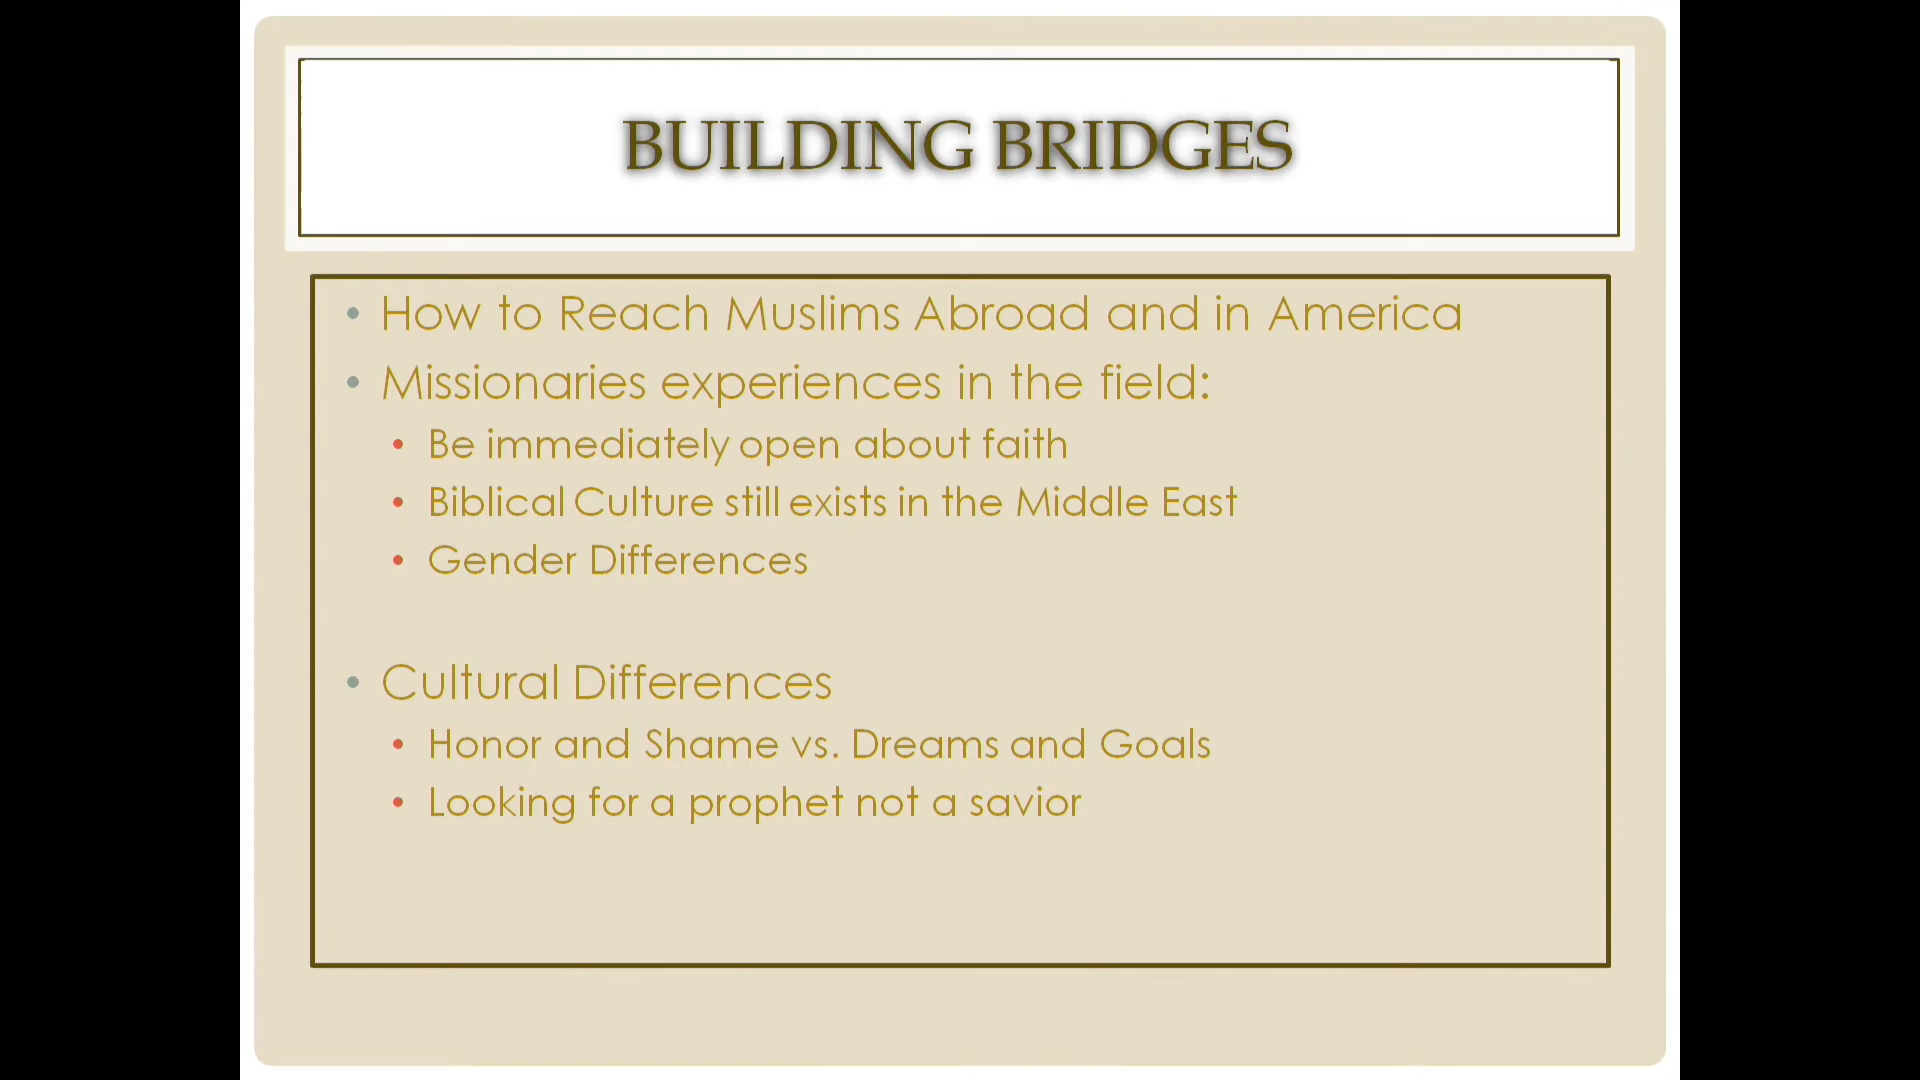 BUILDING BRIDGES
• How to Reach Muslims Abroad and in America
• Missionaries experiences in the field:
• Be immediately open about faith
• Biblical Culture still exists in the Middle East
• Gender Differences
• Cultural Differences
• Honor and Shame vs. Dreams and Goals
• Looking for a prophet not a savior